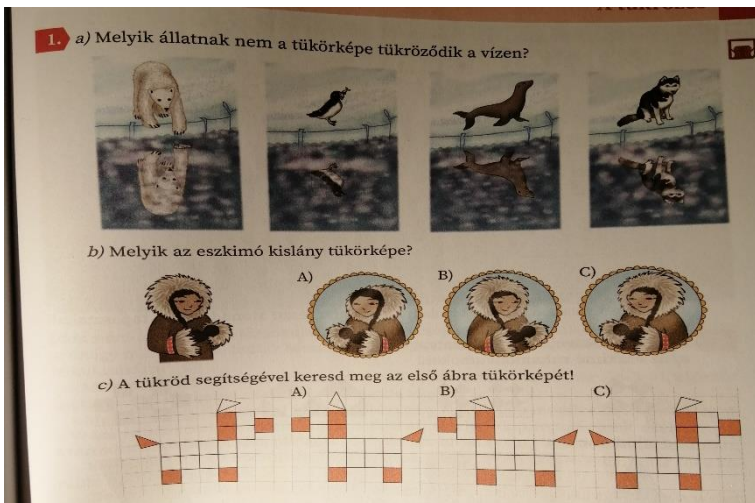 1. a) Melyik állatnak nem a tükörképe tükröződik a vízen?
b) Melyik az eszkimó kislány tükörképe?
A) B) C)
c) A tükröd segítségével keresd meg az első ábra tükörképét!
A) B) C)